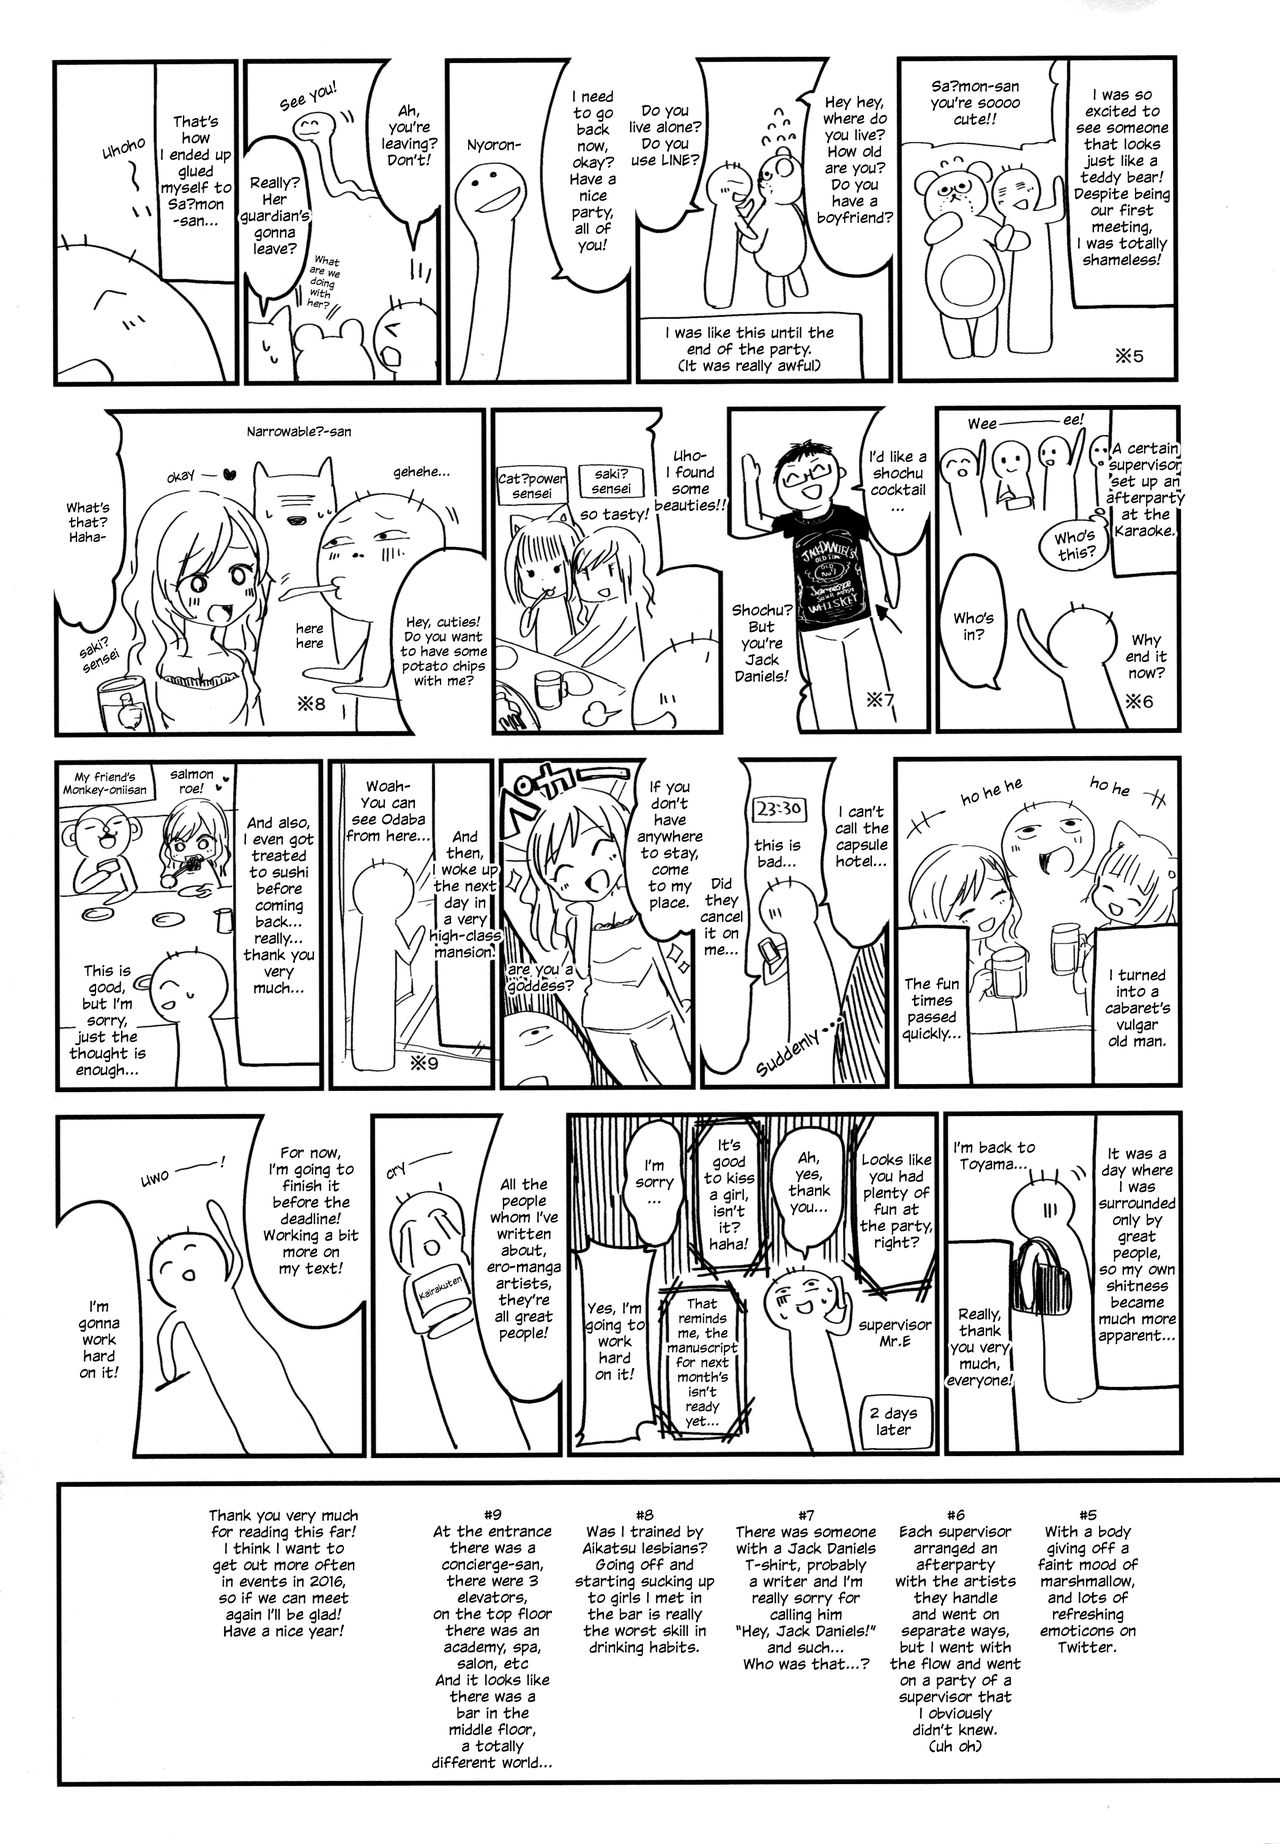 I was so
excited to
see someone
that looks
just like a
teddy bear!
Despite being
our first
meeting,
I was totally
shameless!
Sa?mon-san
you're soooo
cute!!
※5
Hey hey,
where do
you live?
How old
are you?
Do you
have a
boyfriend?
Do you
live alone?
Do you
use LINE?
I was like this until the
end of the party.
(It was really awful)
I need
to go
back
now,
okay?
Have a
nice
party,
all of
you!
Nyoron-
Ah,
you're
leaving?
Don't!
See you!
Really?
Her
guardian's
gonna
leave?
What
are we
doing
with
her?
That's
how
I ended up
glued
myself to
Sa?mon
-san...
Uhoho
A certain
supervisor
set up an
afterparty
at the
Karaoke.
Wee
ee!
Who's
this?
Who's
in?
Why
end it
now?
※6
I'd like a
shochu
cocktail
...
JACK DANIEL'S
OLD TIME
OLD
No.7
Tennessee
SOUR MASH
WHISKEY
Shochu?
But
you're
Jack
Daniels!
※7
Uho-
I found
some
beauties!!
saki?
sensei
Cat?power
sensei
so tasty!
Narrowable?-san
gehehe...
okay
What's
that?
Haha-
here
here
Hey, cuties!
Do you want
to have some
potato chips
with me?
saki?
sensei
※8
ho he
ho he he
I turned
into a
cabaret's
vulgar
old man.
The fun
times
passed
quickly...
I can't
call the
capsule
hotel...
23:30
this is
bad...
Did
they
cancel
it on
me...
Suddenly...
If you
don't
have
anywhere
to stay,
come to
my
place.
ペカー
are you a
goddess?
And
then,
I woke up
the next
day in
a very
high-class
mansion.
Woah-
You can
see Odaba
from here...
※9
And also,
I even got
treated
to sushi
before
coming
back...
really...
thank you
very
much...
salmon
roe!
My friend's
Monkey-oniisan
This is
good,
but I'm
sorry,
just the
thought is
enough...
It was a
day where
I was
surrounded
only by
great
people,
so my own
shitness
became
much more
apparent...
I'm back to
Toyama...
Really,
thank
you very
much,
everyone!
Looks like
you had
plenty of
fun at
the party,
right?
Ah,
yes,
thank
you...
It's
good
to kiss
a girl,
isn't
it?
haha!
I'm
sorry
...
supervisor
Mr.E
That
reminds
me, the
manuscript
for next
month's
isn't
ready
yet...
Yes, I'm
going to
work
hard
on it!
2 days
later
All the
people
whom I've
written
about,
ero-manga
artists,
they're
all great
people!
cry
Kairakuten
For now,
I'm going to
finish it
before the
deadline!
Working a bit
more on
my text!
Uwo !
I'm
gonna
work
hard
on it!
#5
With a body
giving off a
faint mood of
marshmallow,
and lots of
refreshing
emoticons on
Twitter.
#6
Each supervisor
arranged an
afterparty
with the artists
they handle
and went on
separate ways,
but I went with
the flow and went
on a party of a
supervisor that
I obviously
didn't knew.
(uh oh)
#7
There was someone
with a Jack Daniels
T-shirt, probably
a writer and I'm
really sorry for
calling him
"Hey, Jack Daniels!"
and such...
Who was that...?
#8
Was I trained by
Aikatsu lesbians?
Going off and
starting sucking up
to girls I met in
the bar is really
the worst skill in
drinking habits.
#9
At the entrance
there was a
concierge-san,
there were 3
elevators,
on the top floor
there was an
academy, spa,
salon, etc
And it looks like
there was a
bar in the
middle floor,
a totally
different world...
Thank you very much
for reading this far!
I think I want to
get out more often
in events in 2016,
so if we can meet
again I'll be glad!
Have a nice year!